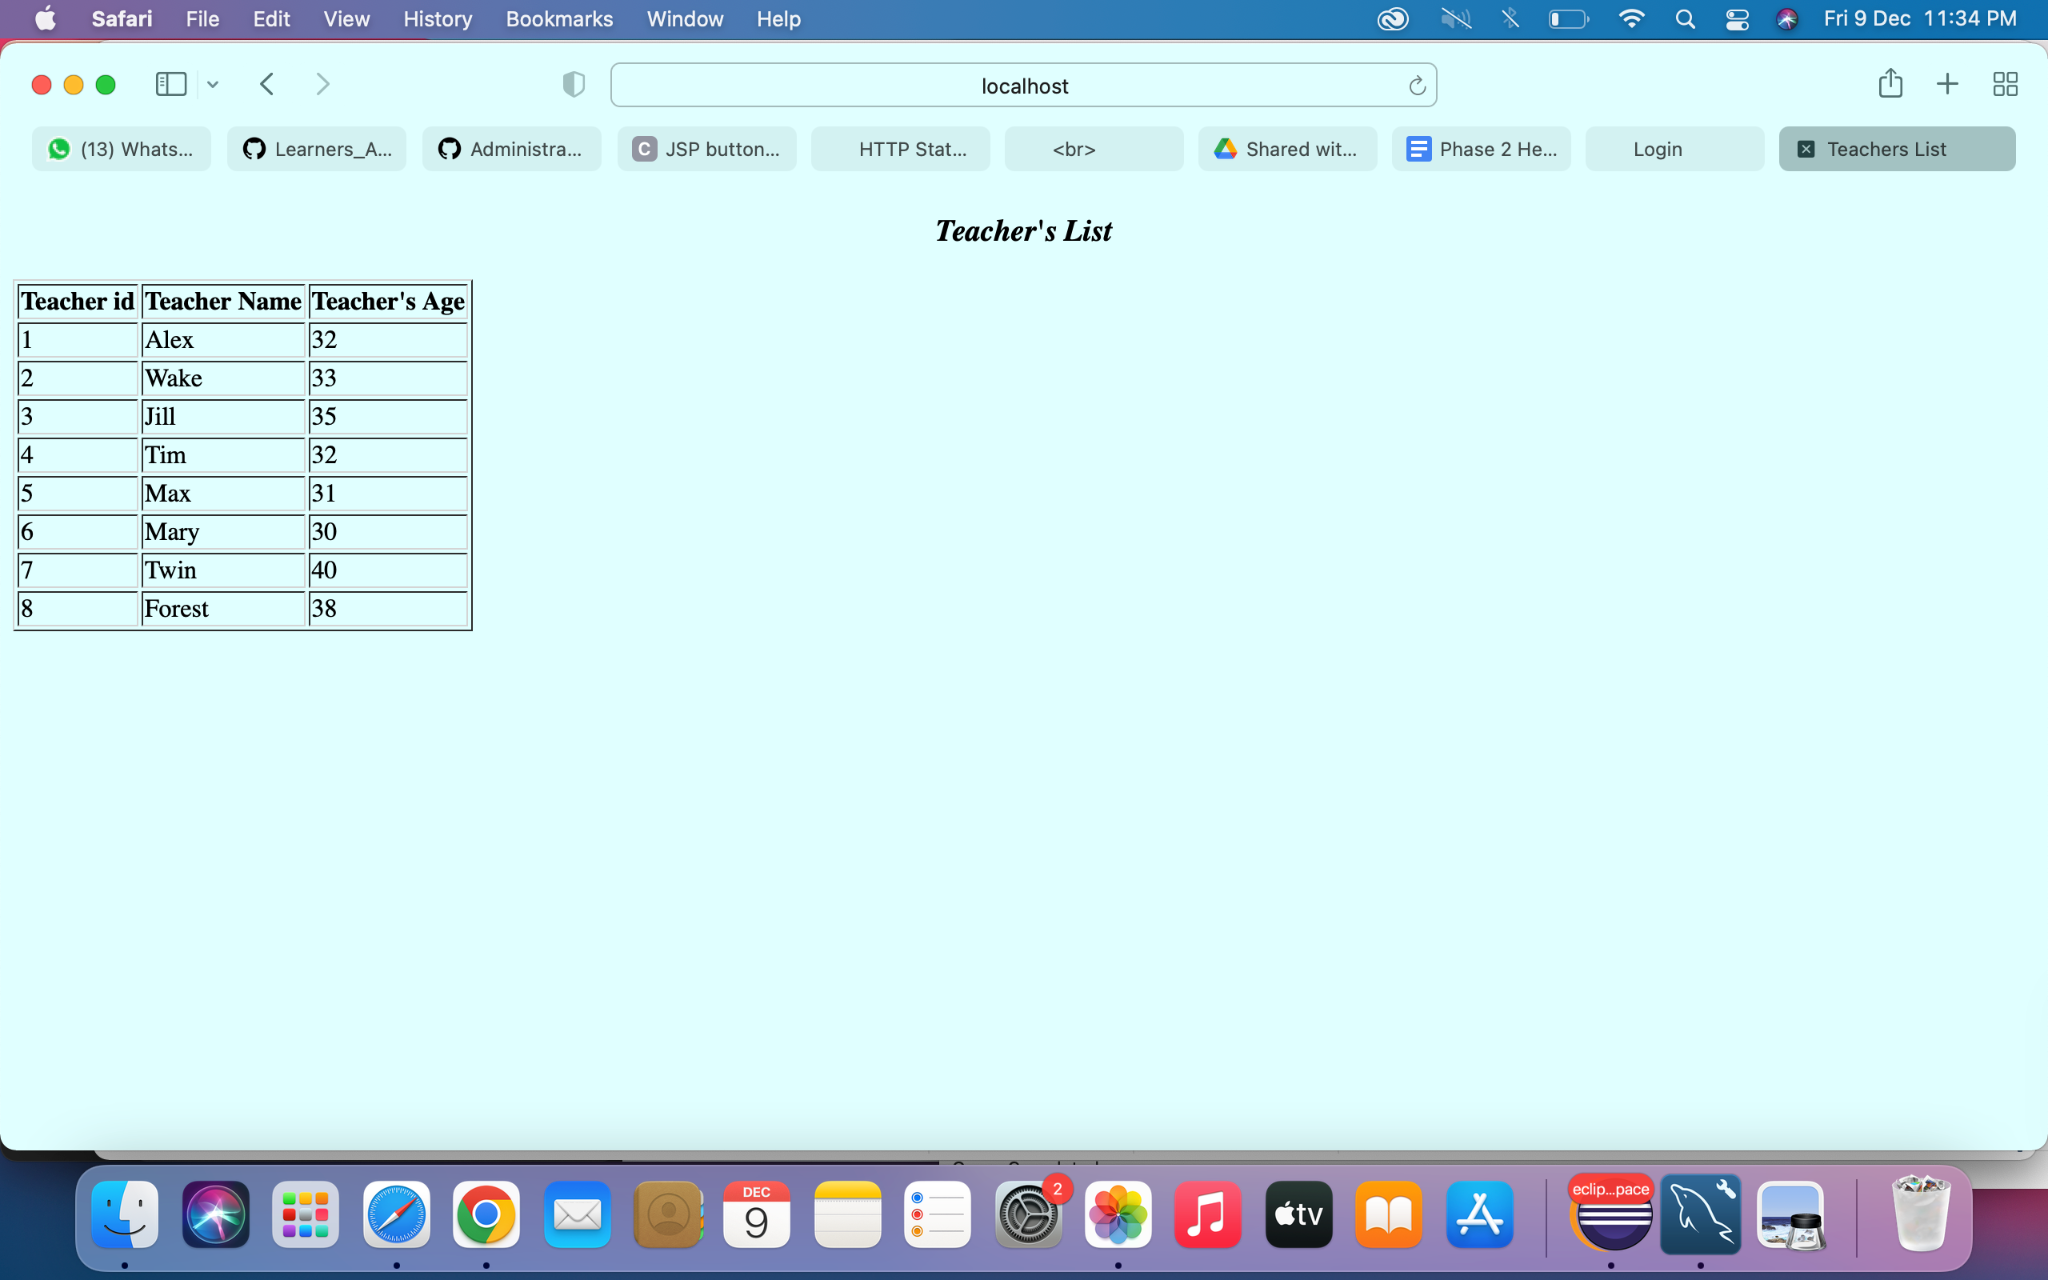 Safari File Edit View History Bookmarks Window Help Fri 9 Dec 11:34 PM
localhost
(13) Whats... Learners_A... Administra... C JSP button... HTTP Stat... <br> Shared wit... Phase 2 He... Login Teachers List
Teacher's List
Teacher id Teacher Name Teacher's Age
1 Alex 32
2 Wake 33
3 Jill 35
4 Tim 32
5 Max 31
6 Mary 30
7 Twin 40
8 Forest 38
DEC 2 eclip...pace
9 tv